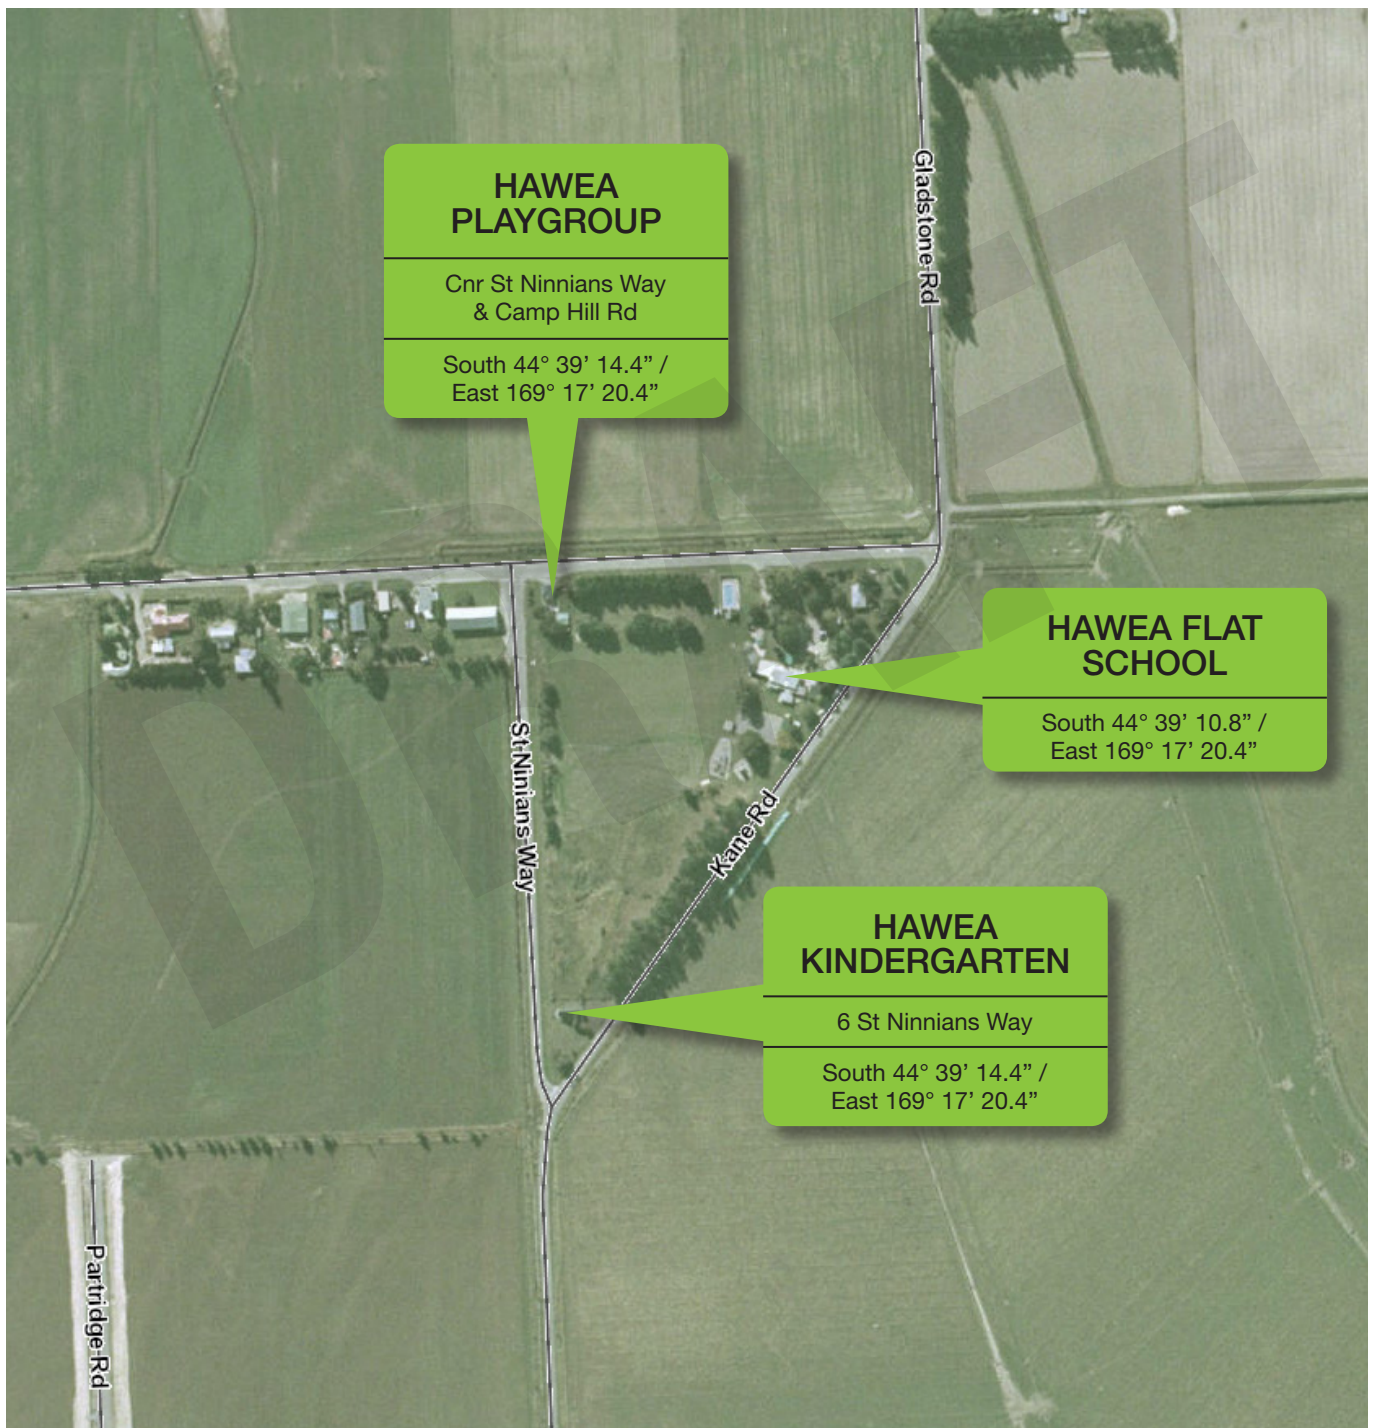 HAWEA
PLAYGROUP
Cnr St Ninnians Way
& Camp Hill Rd
South 44° 39’ 14.4” /
East 169° 17’ 20.4”
Gladstone Rd
HAWEA FLAT
SCHOOL
South 44° 39’ 10.8” /
East 169° 17’ 20.4”
St Ninians Way
Kane Rd
HAWEA
KINDERGARTEN
6 St Ninnians Way
South 44° 39’ 14.4” /
East 169° 17’ 20.4”
Partridge Rd
DRAFT